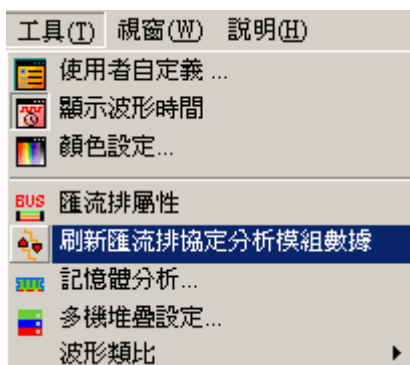 工具(T) 視窗(W) 說明(H)
使用者自定義 ...
顯示波形時間
顏色設定...
BUS 匯流排屬性
刷新匯流排協定分析模組數據
記憶體分析...
多機堆疊設定...
波形類比